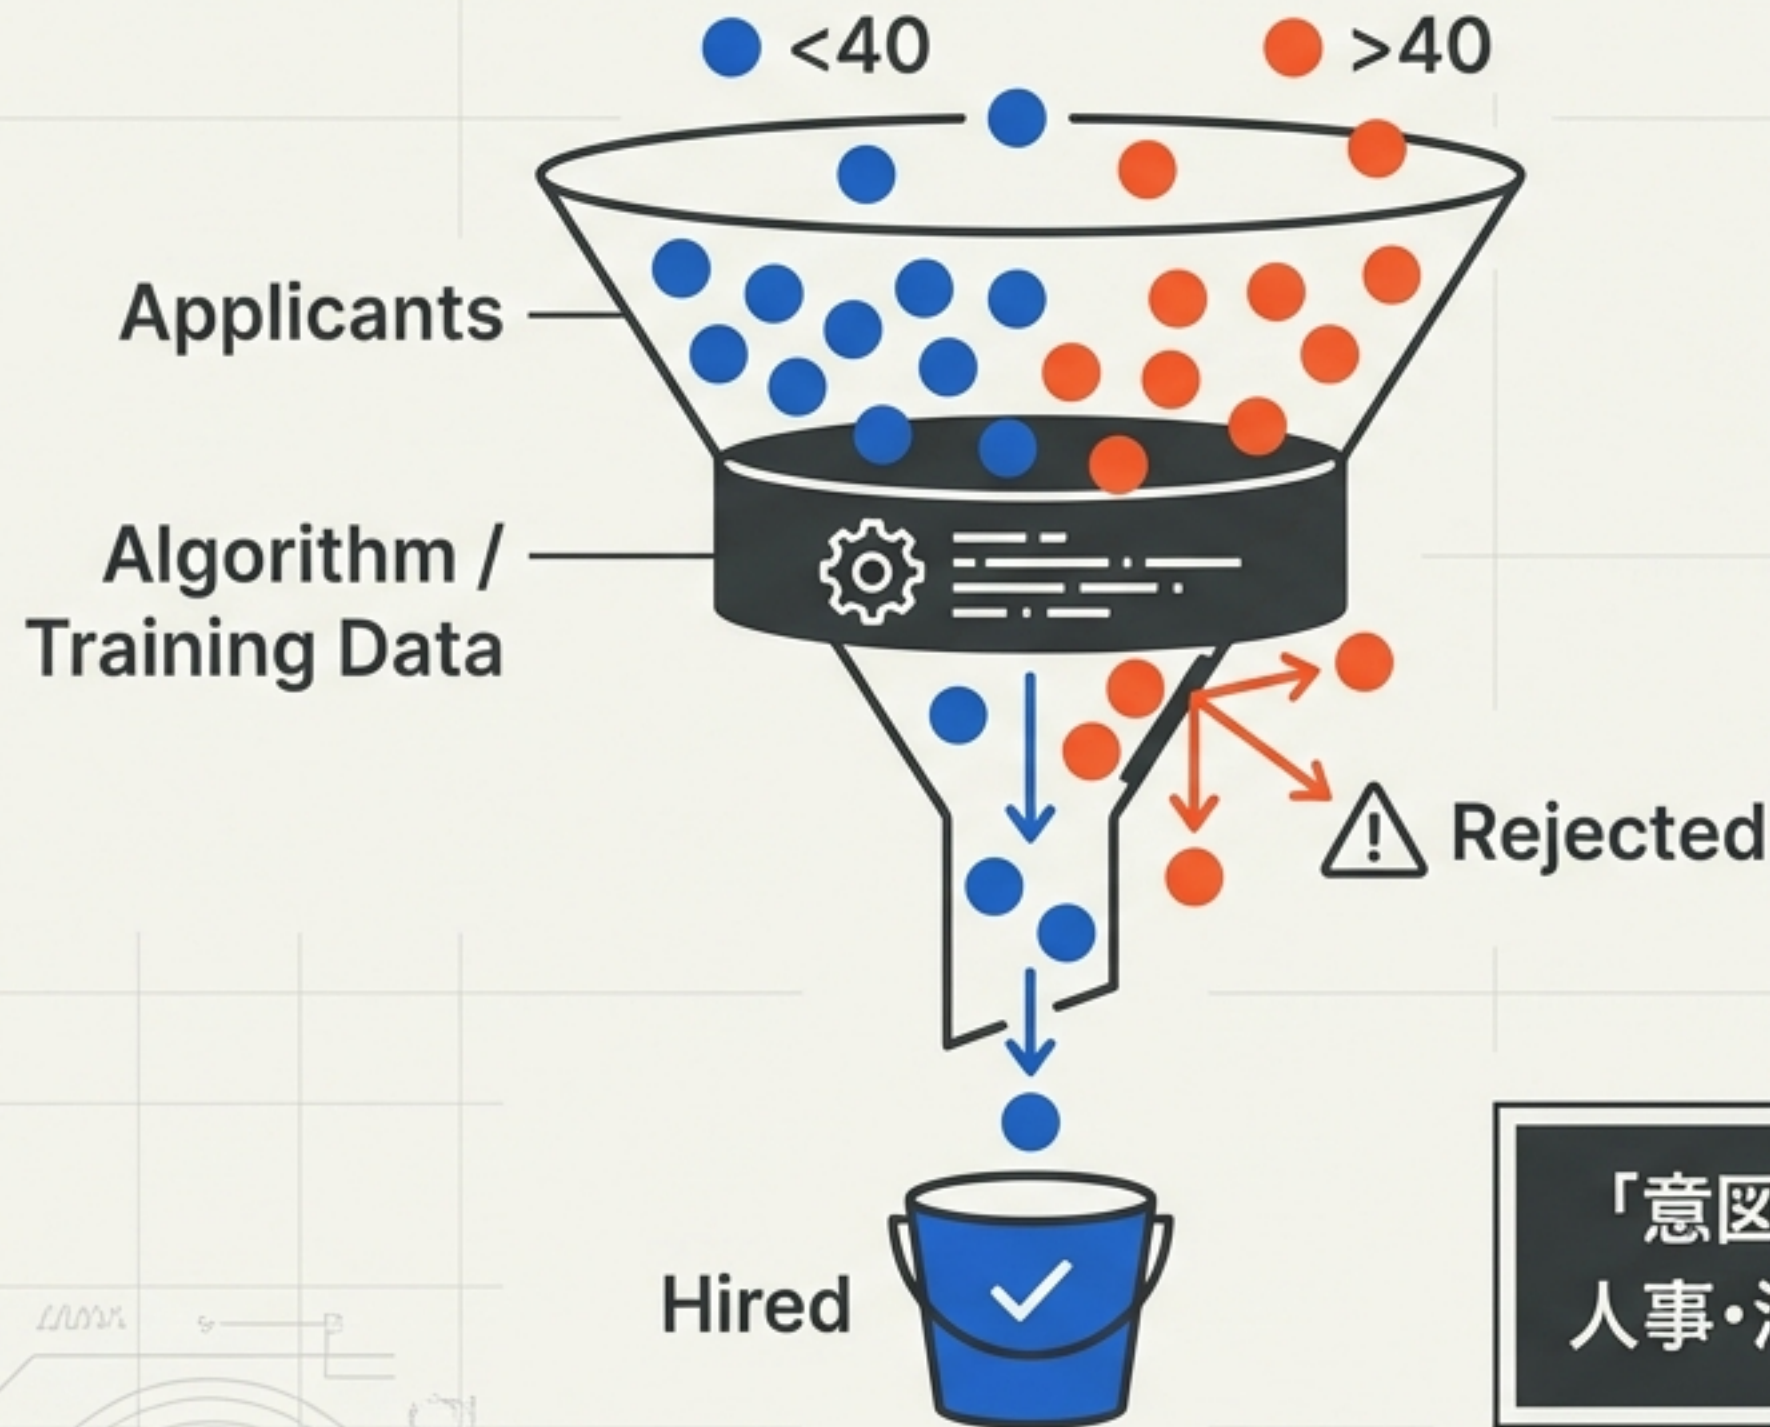 <40
>40
Applicants
Algorithm /
Training Data
Rejected
Hired
「意図
人事・